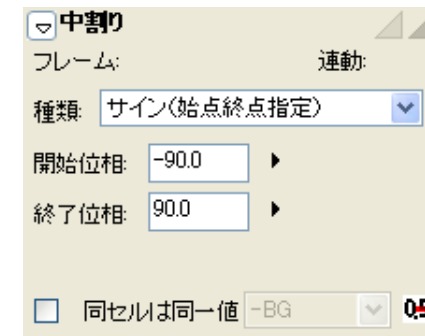 中割り
フレーム: 連動:
種類: サイン(始点終点指定)
開始位相: -90.0
終了位相: 90.0
同セルは同一値 -BG